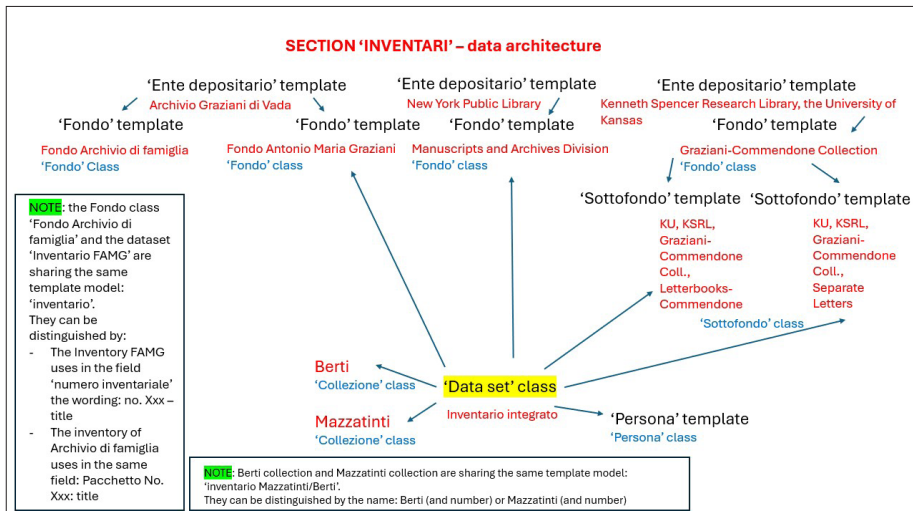 SECTION ‘INVENTARI’ – data architecture
‘Ente depositario’ template
Archivio Graziani di Vada
‘Ente depositario’ template
New York Public Library
‘Ente depositario’ template
Kenneth Spencer Research Library, the University of
Kansas
‘Fondo’ template
Fondo Archivio di famiglia
‘Fondo’ Class
‘Fondo’ template
Fondo Antonio Maria Graziani
‘Fondo’ class
‘Fondo’ template
Manuscripts and Archives Division
‘Fondo’ class
‘Fondo’ template
Graziani-Commendone Collection
‘Fondo’ class
‘Sottofondo’ template
KU, KSRL,
Graziani-
Commendone
Coll.,
Letterbooks-
Commendone
‘Sottofondo’ template
KU, KSRL,
Graziani-
Commendone
Coll.,
Separate
Letters
‘Sottofondo’ class
NOTE: the Fondo class
‘Fondo Archivio di
famiglia’ and the dataset
‘Inventario FAMG’ are
sharing the same
template model:
‘inventario’.
They can be
distinguished by:
- The Inventory FAMG
uses in the field
‘numero inventariale’
the wording: no. Xxx –
title
- The inventory of
Archivio di famiglia
uses in the same
field: Pacchetto No.
Xxx: title
Berti
‘Collezione’ class
Mazzatinti
‘Collezione’ class
‘Data set’ class
Inventario integrato
‘Persona’ template
‘Persona’ class
NOTE: Berti collection and Mazzatinti collection are sharing the same template model:
‘inventario Mazzatinti/Berti’.
They can be distinguished by the name: Berti (and number) or Mazzatinti (and number)